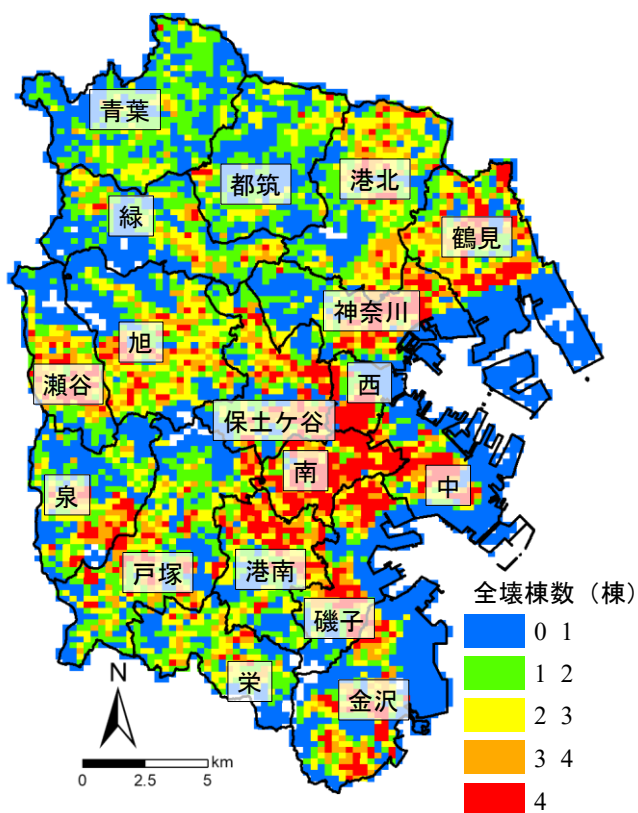 青葉
都筑
港北
緑
鶴見
神奈川
旭
瀬谷
西
保土ケ谷
南
中
泉
戸塚
港南
磯子
栄
金沢
全壊棟数（棟）
0 1
1 2
2 3
3 4
4
N
0 2.5 5 km